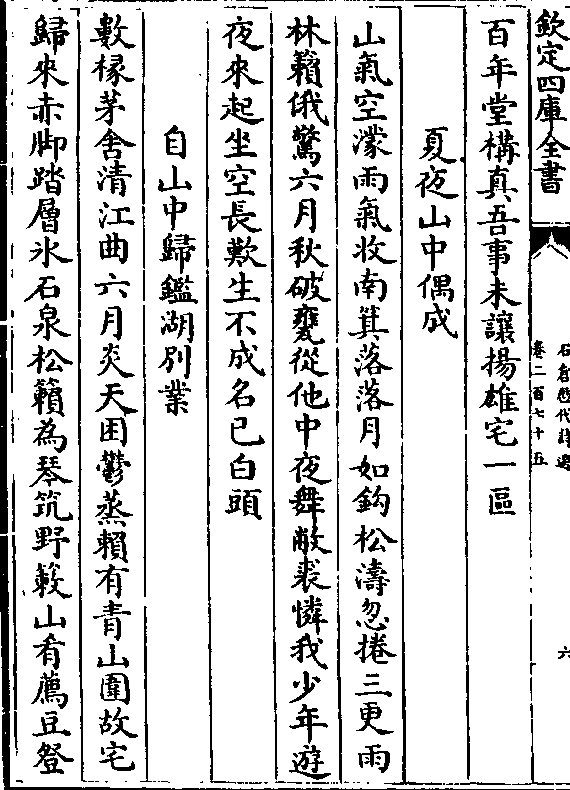 欽定四庫全書
石倉歷代詩選
卷二百七十五
六
百年堂構真吾事未讓揚雄宅一區
夏夜山中偶成
山氣空濛雨氣收南箕落落月如鈎松濤忽捲三更雨
林籟俄驚六月秋破甕從他中夜舞敝裘憐我少年遊
夜來起坐空長歎生不成名已白頭
自山中歸鑑湖別業
數椽茅舍清江曲六月炎天困鬱蒸賴有青山圍故宅
歸來赤脚踏層氷石泉松籟為琴筑野蔌山肴薦豆登